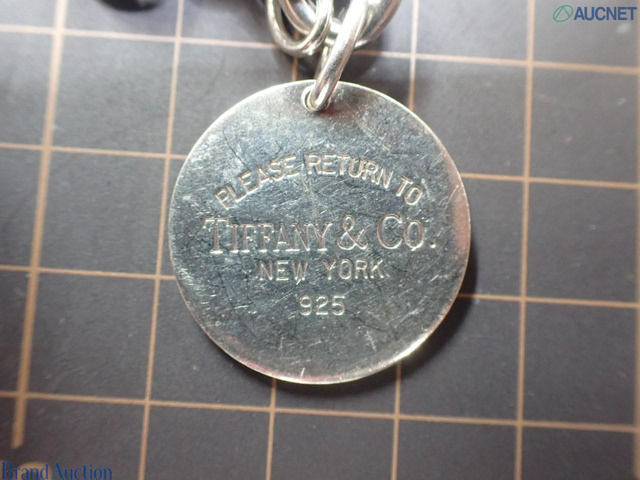 AUCNET
PLEASE RETURN TO
TIFFANY & CO.
NEW YORK
925
Brand Auction